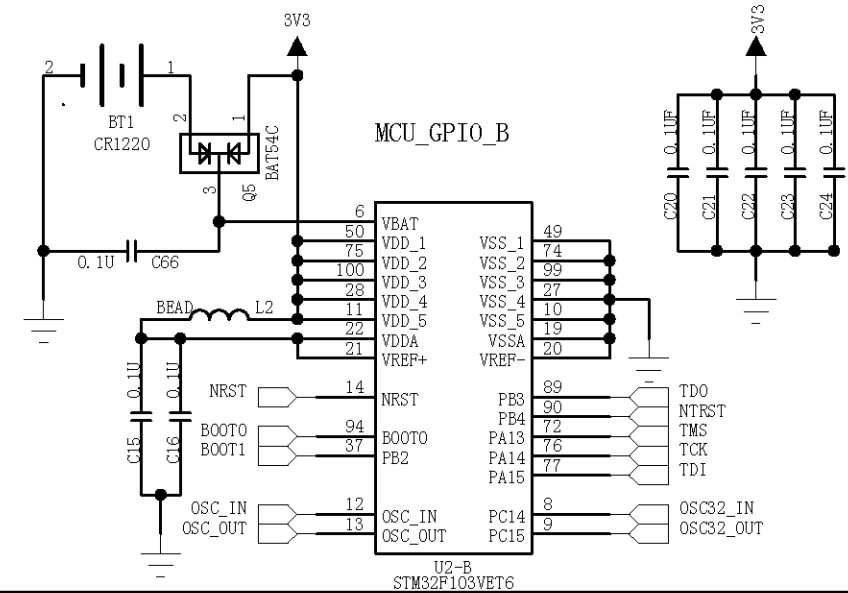 3V3
3V3
2
1
BT1
CR1220
2
1
BAT54C
3
Q5
MCU_GPIO_B
0.1UF
0.1UF
0.1UF
0.1UF
0.1UF
C20
C21
C22
C23
C24
0.1U
C66
6
VBAT
50
VDD_1
VSS_1
49
75
VDD_2
VSS_2
74
100
VDD_3
VSS_3
99
28
VDD_4
VSS_4
27
BEAD
L2
11
VDD_5
VSS_5
10
22
VDDA
VSSA
19
21
VREF+
VREF-
20
0.1U
0.1U
C15
C16
NRST
14
NRST
PB3
89
TDO
PB4
90
NTRST
BOOT0
94
BOOT0
PA13
72
TMS
BOOT1
37
PB2
PA14
76
TCK
PA15
77
TDI
OSC_IN
12
OSC_IN
PC14
8
OSC32_IN
OSC_OUT
13
OSC_OUT
PC15
9
OSC32_OUT
U2-B
STM32F103VET6